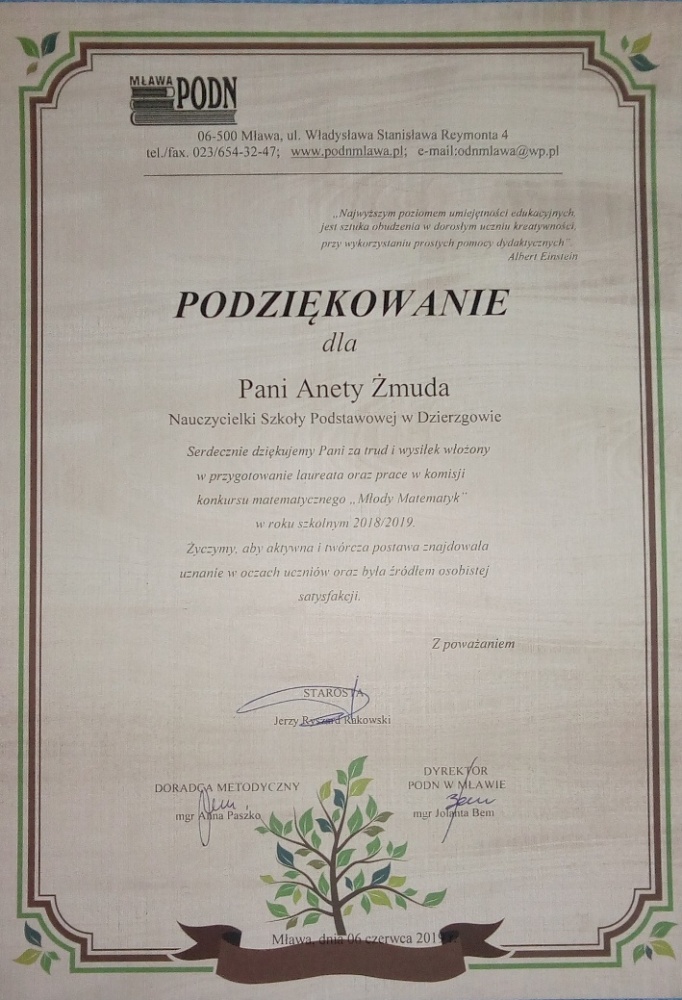 MŁAWA
PODN
06-500 Mława, ul. Władysława Stanisława Reymonta 4
tel./fax. 023/654-32-47; www.podnmlawa.pl; e-mail:odnmlawa@wp.pl
„Najwyższym poziomem umiejętności edukacyjnych,
jest sztuka obudzenia w dorosłym uczniu kreatywności,
przy wykorzystaniu prostych pomocy dydaktycznych”.
Albert Einstein
PODZIĘKOWANIE
dla
Pani Anety Żmuda
Nauczycielki Szkoły Podstawowej w Dzierzgowie
Serdecznie dziękujemy Pani za trud i wysiłek włożony
w przygotowanie laureata oraz prace w komisji
konkursu matematycznego „Młody Matematyk”
w roku szkolnym 2018/2019.
Życzymy, aby aktywna i twórcza postawa znajdowała
uznanie w oczach uczniów oraz była źródłem osobistej
satysfakcji.
Z poważaniem
STAROSTA
Jerzy Ryszard Rakowski
DORADCA METODYCZNY
mgr Anna Paszko
DYREKTOR
PODN W MŁAWIE
mgr Jolanta Bem
Mława, dnia 06 czerwca 2019